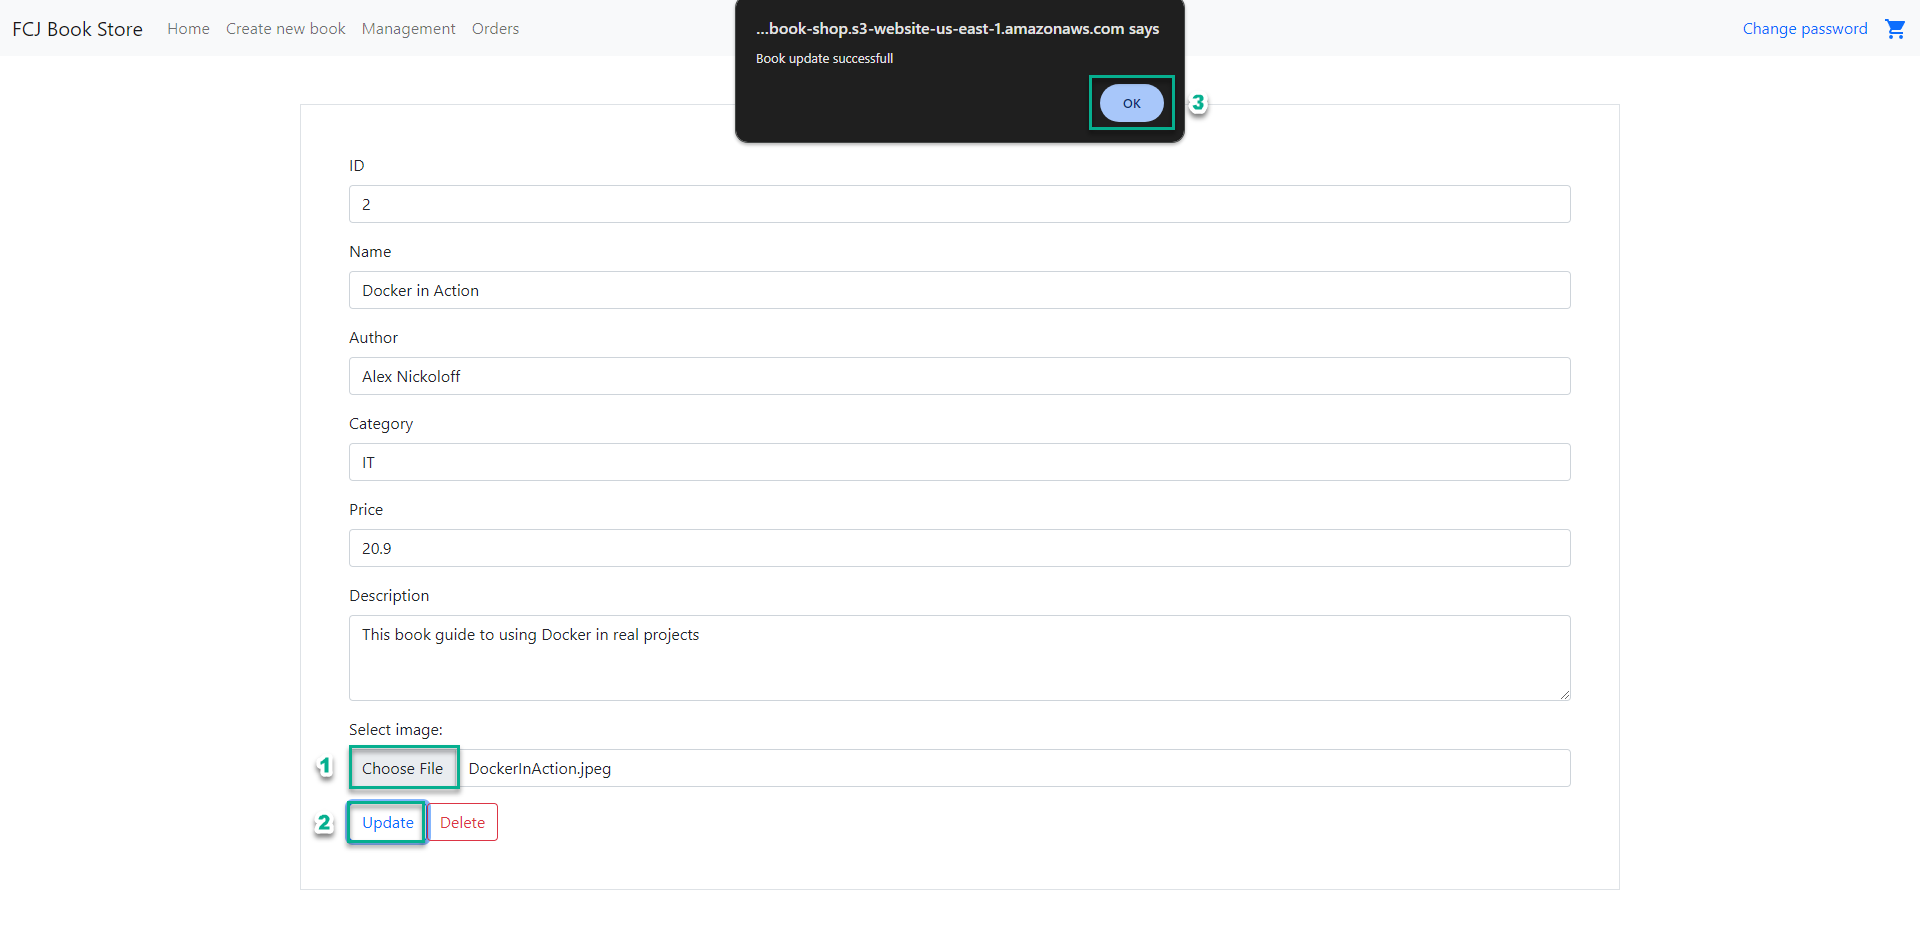 FCJ Book Store Home Create new book Management Orders Change password
...book-shop.s3-website-us-east-1.amazonaws.com says
Book update successfull
OK
3
ID
2
Name
Docker in Action
Author
Alex Nickoloff
Category
IT
Price
20.9
Description
This book guide to using Docker in real projects
Select image:
1 Choose File DockerInAction.jpeg
2 Update Delete